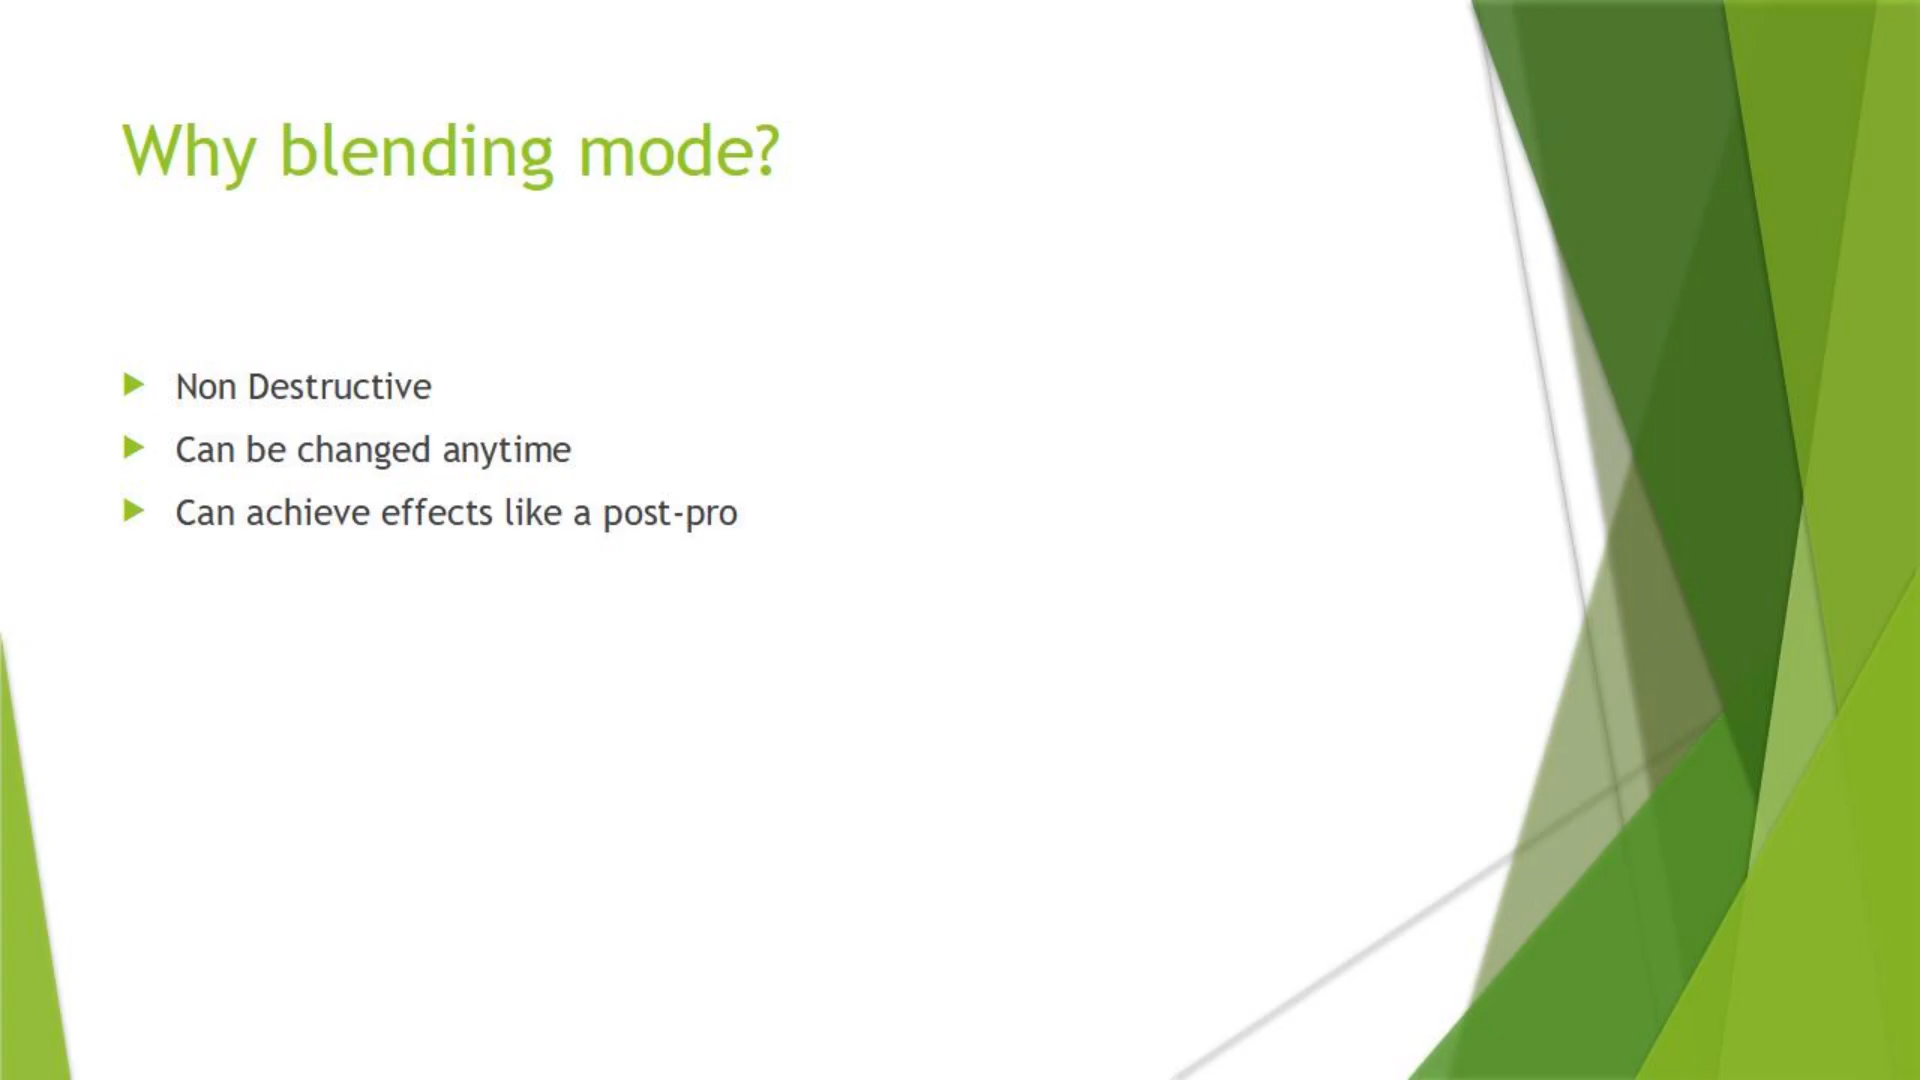 Why blending mode?
Non Destructive
Can be changed anytime
Can achieve effects like a post-pro